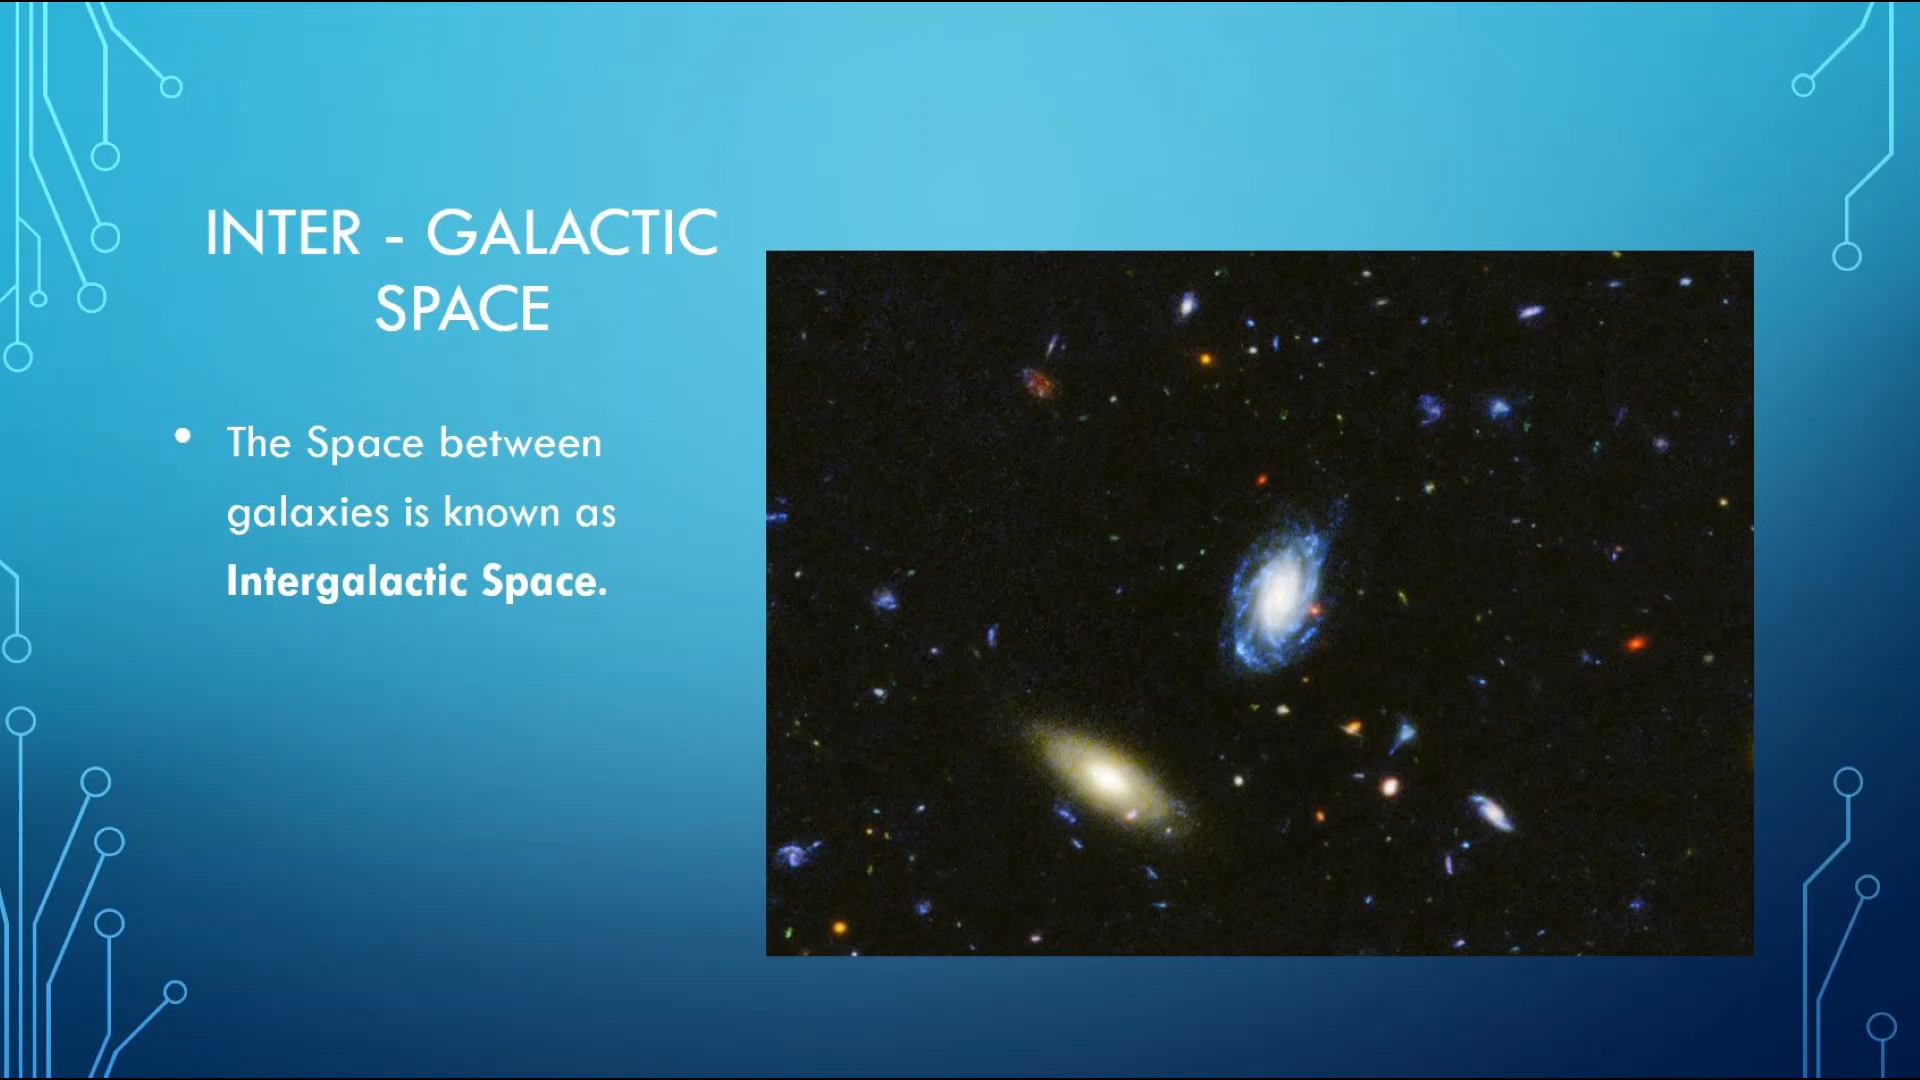 INTER - GALACTIC
SPACE
• The Space between
galaxies is known as
Intergalactic Space.